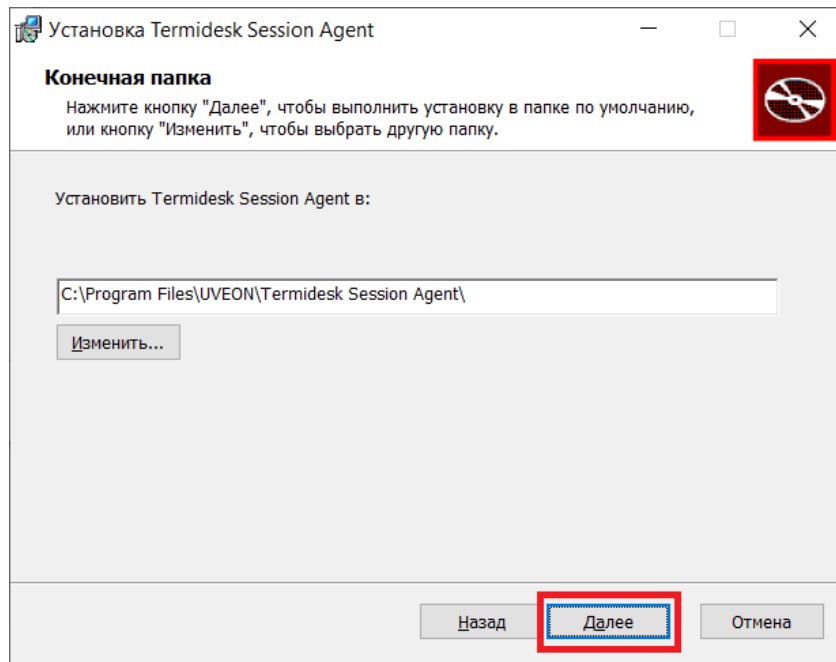 Установка Termidesk Session Agent
Конечная папка
Нажмите кнопку "Далее", чтобы выполнить установку в папке по умолчанию,
или кнопку "Изменить", чтобы выбрать другую папку.
Установить Termidesk Session Agent в:
C:\Program Files\UVEON\Termidesk Session Agent\
Изменить...
Назад Далее Отмена